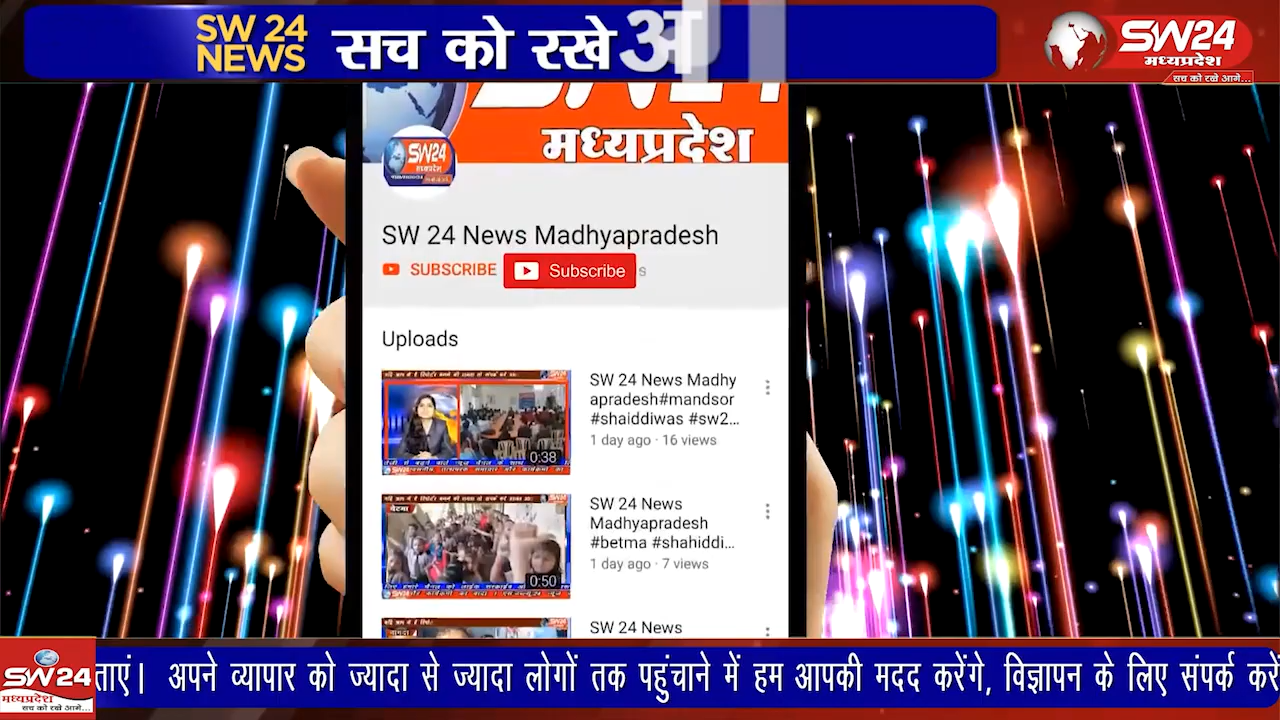 SW 24
NEWS
सच को रखे अ
SW24
मध्यप्रदेश
सच को रखे आगे...
मध्यप्रदेश
SW24
SW 24 News Madhyapradesh
SUBSCRIBE
Subscribe
s
Uploads
SW 24 News Madhy
apradesh#mandsor
#shaiddiwas #sw2...
1 day ago · 16 views
0:38
SW 24 News
Madhyapradesh
#betma #shahiddi...
1 day ago · 7 views
बेटमा
0:50
SW 24 News
SW24
मध्यप्रदेश
सच को रखे आगे...
ताएं। अपने व्यापार को ज्यादा से ज्यादा लोगों तक पहुंचाने में हम आपकी मदद करेंगे, विज्ञापन के लिए संपर्क करे